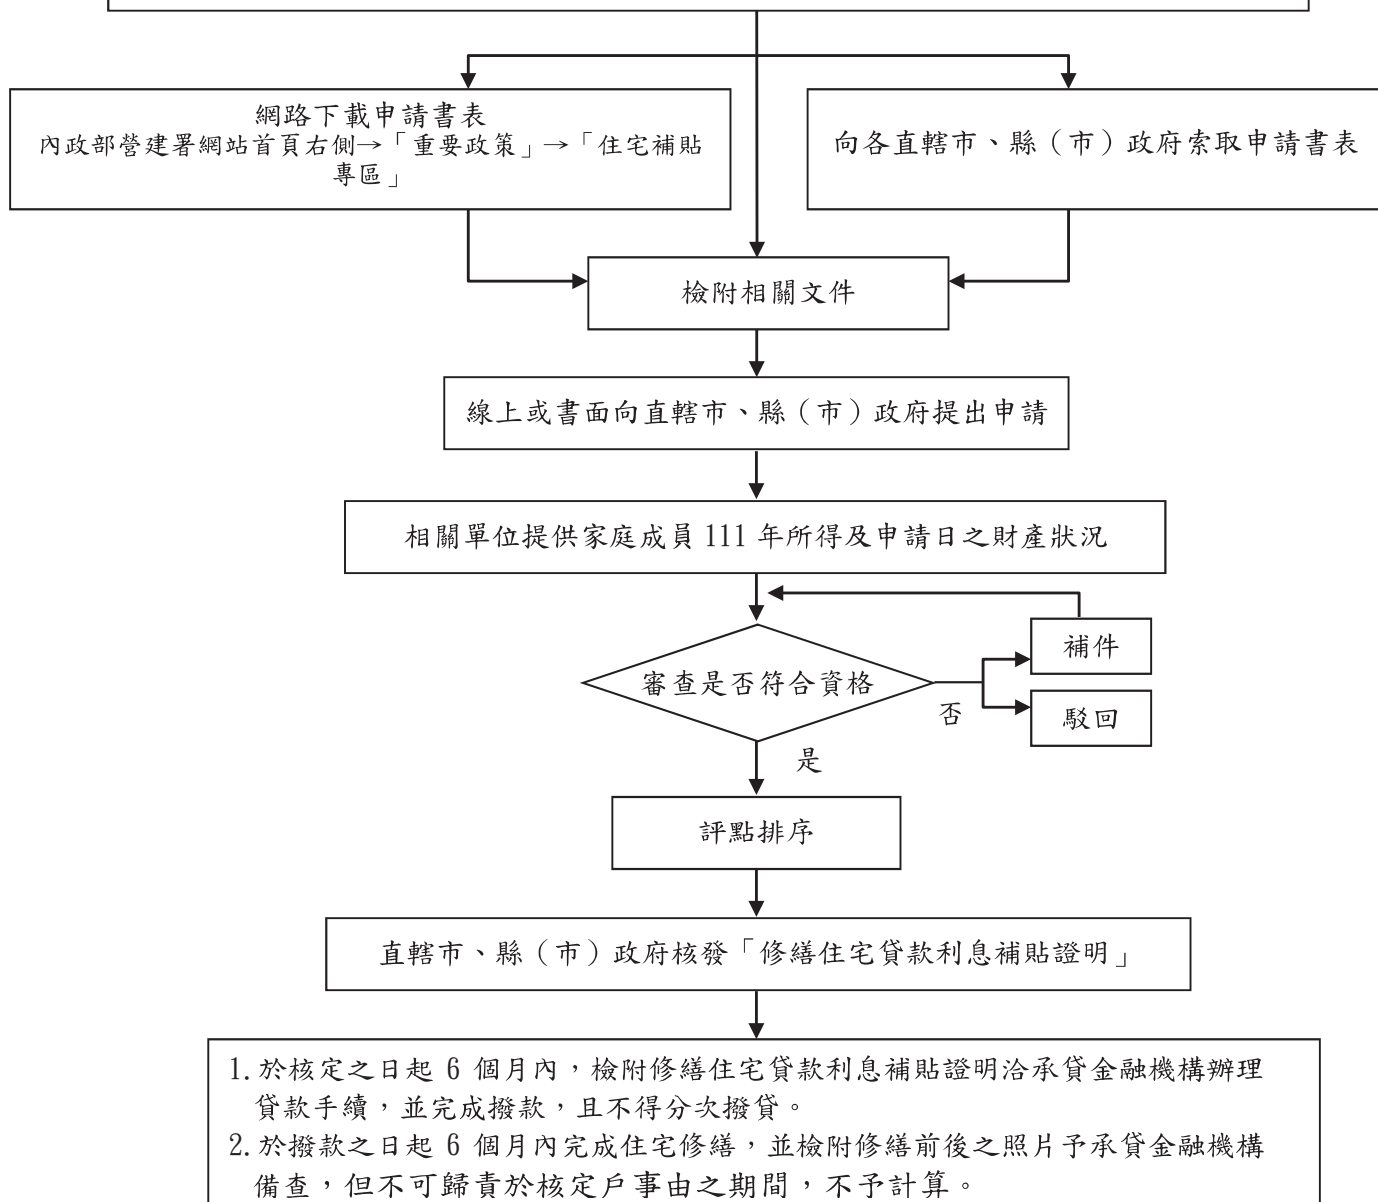 網路下載申請書表
內政部營建署網站首頁右側→「重要政策」→「住宅補貼
專區」
向各直轄市、縣（市）政府索取申請書表
檢附相關文件
線上或書面向直轄市、縣（市）政府提出申請
相關單位提供家庭成員 111 年所得及申請日之財產狀況
補件
審查是否符合資格
否
駁回
是
評點排序
直轄市、縣（市）政府核發「修繕住宅貸款利息補貼證明」
1.於核定之日起 6 個月內，檢附修繕住宅貸款利息補貼證明洽承貸金融機構辦理
貸款手續，並完成撥款，且不得分次撥貸。
2.於撥款之日起 6 個月內完成住宅修繕，並檢附修繕前後之照片予承貸金融機構
備查，但不可歸責於核定戶事由之期間，不予計算。